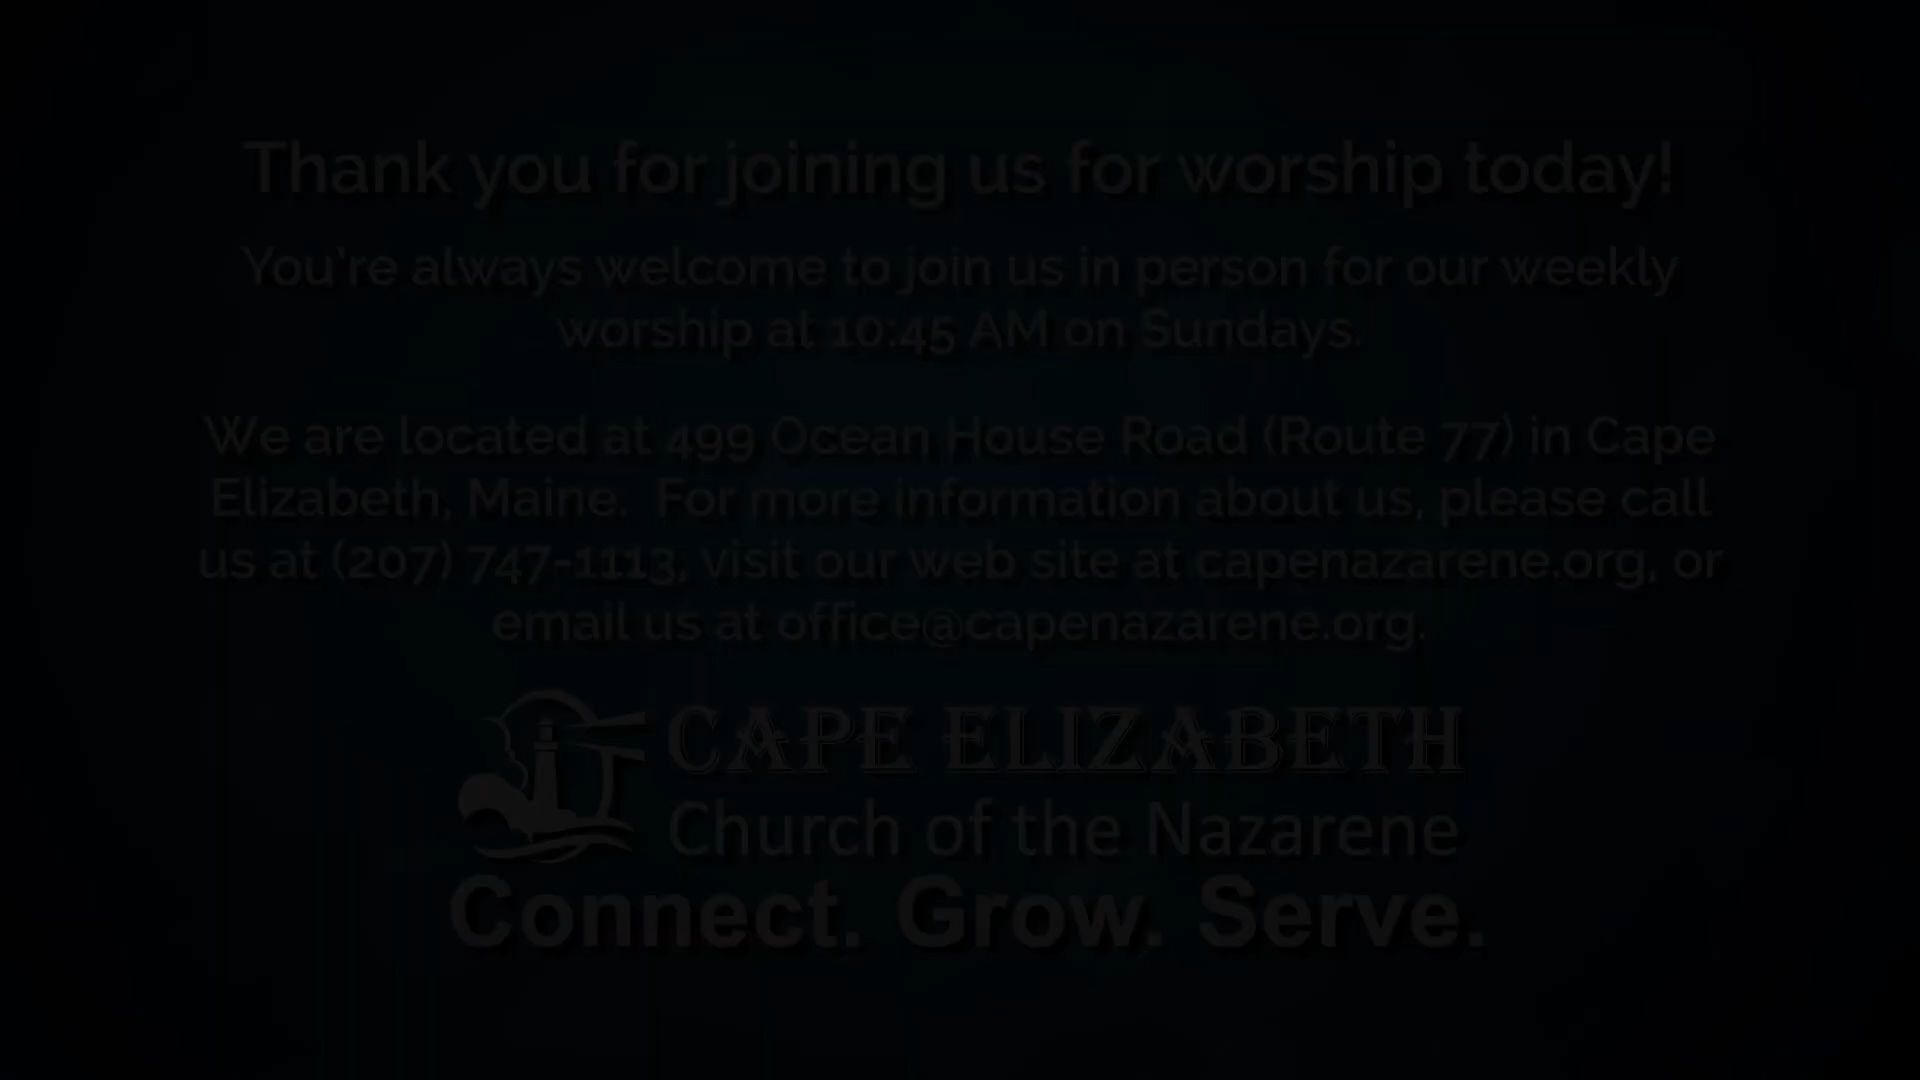 Thank you for joining us for worship today!
You're always welcome to join us in person for our weekly
worship at 10:45 AM on Sundays.
We are located at 499 Ocean House Road (Route 77) in Cape
Elizabeth, Maine.  For more information about us, please call
us at (207) 747-1113, visit our web site at capenazarene.org, or
email us at office@capenazarene.org.
CAPE ELIZABETH
Church of the Nazarene
Connect. Grow. Serve.